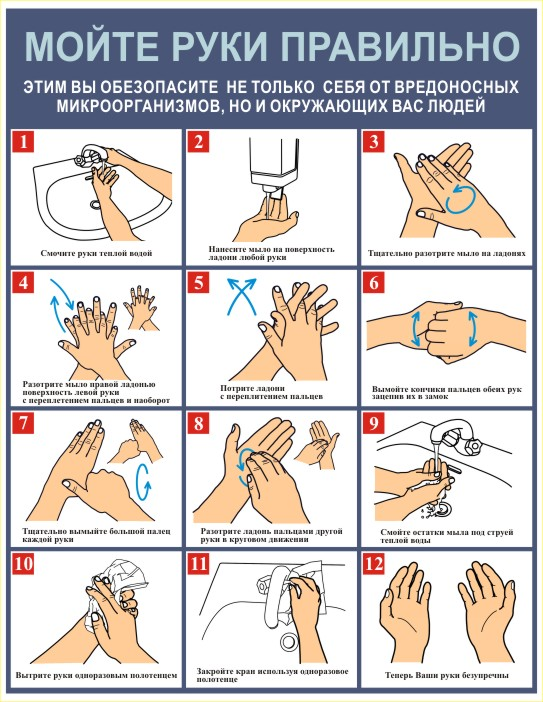 МОЙТЕ РУКИ ПРАВИЛЬНО
ЭТИМ ВЫ ОБЕЗОПАСИТЕ НЕ ТОЛЬКО СЕБЯ ОТ ВРЕДОНОСНЫХ
МИКРООРГАНИЗМОВ, НО И ОКРУЖАЮЩИХ ВАС ЛЮДЕЙ
1
Смочите руки теплой водой
2
Нанесите мыло на поверхность
ладони любой руки
3
Тщательно разотрите мыло на ладонях
4
Разотрите мыло правой ладонью
поверхность левой руки
с переплетением пальцев и наоборот
5
Потрите ладони
с переплитением пальцев
6
Вымойте кончики пальцев обеих рук
зацепив их в замок
7
Тщательно вымыйте большой палец
каждой руки
8
Разотрите ладонь пальцами другой
руки в круговом движении
9
Смойте остатки мыла под струей
теплой воды
10
Вытрите руки одноразовым полотенцем
11
Закройте кран используя одноразовое
полотенце
12
Теперь Ваши руки безупречны